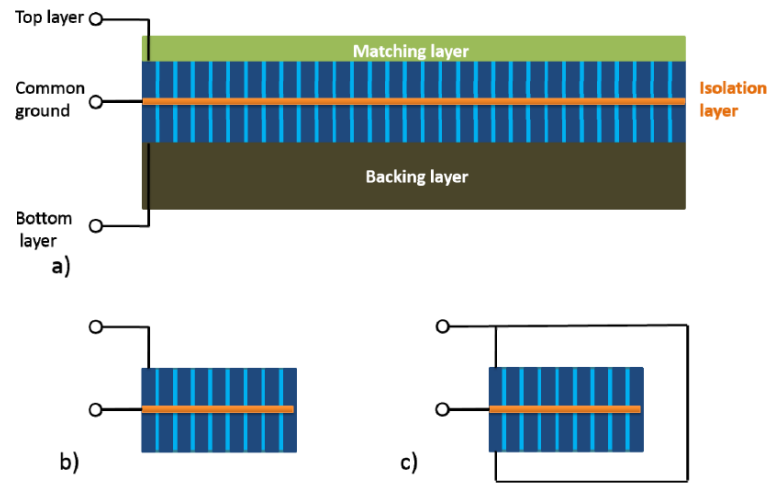 Top layer
Matching layer
Common
ground
Isolation
layer
Backing layer
Bottom
layer
a)
b)
c)